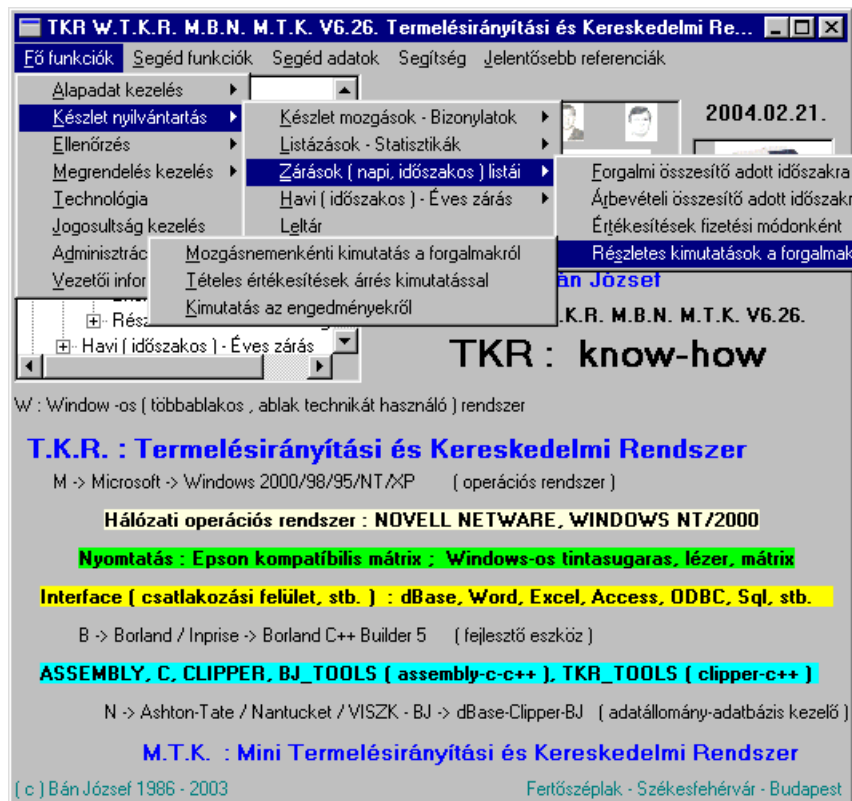 TKR W.T.K.R. M.B.N. M.T.K. V6.26. Termelésirányítási és Kereskedelmi Re...
Fő funkciók Segéd funkciók Segéd adatok Segítség Jelentősebb referenciák
Alapadat kezelés
Készlet nyilvántartás
Ellenőrzés
Megrendelés kezelés
Technológia
Jogosultság kezelés
Adminisztrác
Vezetői infor
Készlet mozgások - Bizonylatok
Listázások - Statisztikák
Zárások ( napi, időszakos ) listái
Havi ( időszakos ) - Éves zárás
Leltár
2004.02.21.
Forgalmi összesítő adott időszakra
Árbevételi összesítő adott időszakr
Értékesítések fizetési módonként
Részletes kimutatások a forgalmak
Mozgásnemenkénti kimutatás a forgalmakról
Tételes értékesítések árrés kimutatással
Kimutatás az engedményekről
án József
Rész
.K.R. M.B.N. M.T.K. V6.26.
Havi ( időszakos ) - Éves zárás
TKR : know-how
W : Window -os ( többablakos , ablak technikát használó ) rendszer
T.K.R. : Termelésirányítási és Kereskedelmi Rendszer
M -> Microsoft -> Windows 2000/98/95/NT/XP ( operációs rendszer )
Hálózati operációs rendszer : NOVELL NETWARE, WINDOWS NT/2000
Nyomtatás : Epson kompatíbilis mátrix ; Windows-os tintasugaras, lézer, mátrix
Interface ( csatlakozási felület, stb. ) : dBase, Word, Excel, Access, ODBC, Sql, stb.
B -> Borland / Inprise -> Borland C++ Builder 5 ( fejlesztő eszköz )
ASSEMBLY, C, CLIPPER, BJ_TOOLS ( assembly-c-c++ ), TKR_TOOLS ( clipper-c++ )
N -> Ashton-Tate / Nantucket / VISZK - BJ -> dBase-Clipper-BJ ( adatállomány-adatbázis kezelő )
M.T.K. : Mini Termelésirányítási és Kereskedelmi Rendszer
( c ) Bán József 1986 - 2003 Fertőszéplak - Székesfehérvár - Budapest